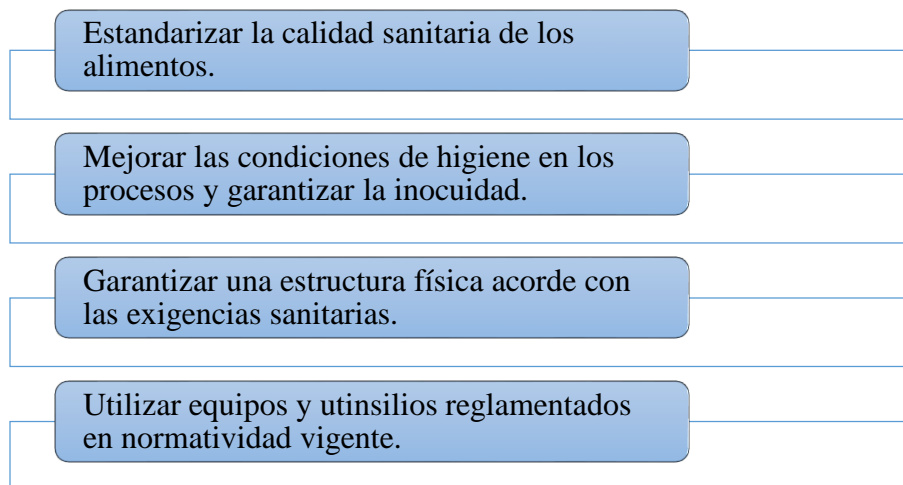 Estandarizar la calidad sanitaria de los
alimentos.
Mejorar las condiciones de higiene en los
procesos y garantizar la inocuidad.
Garantizar una estructura física acorde con
las exigencias sanitarias.
Utilizar equipos y utinsilios reglamentados
en normatividad vigente.